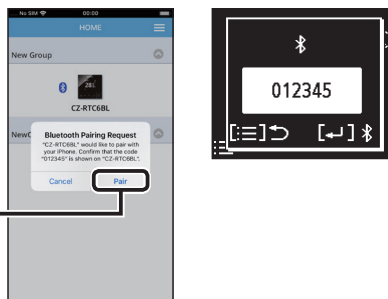 No SIM 00:00
HOME
New Group
28.
CZ-RTC6BL
Bluetooth Pairing Request
"CZ-RTC6BL" would like to pair with
your iPhone. Confirm that the code
"012345" is shown on "CZ-RTC6BL".
Cancel Pair
012345